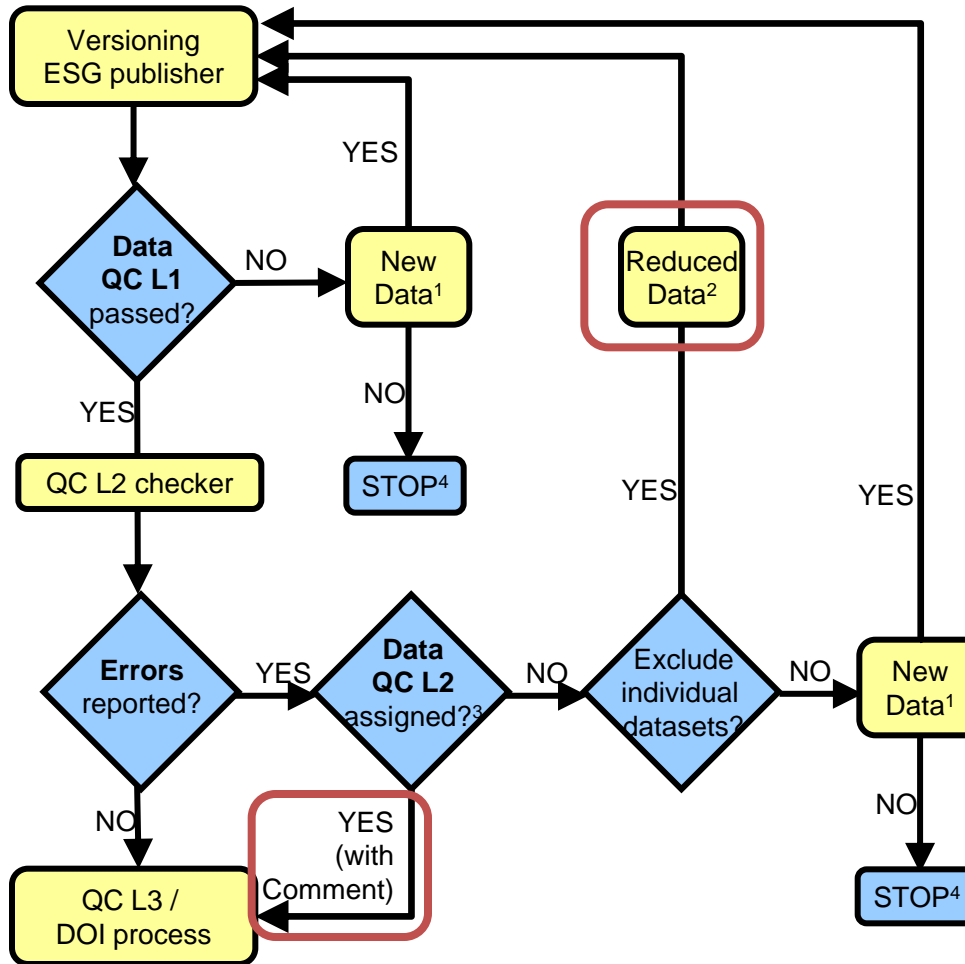 Versioning
ESG publisher
YES
Data
QC L1
passed?
NO
New
Data¹
Reduced
Data²
YES
NO
QC L2 checker
STOP⁴
YES
YES
Errors
reported?
YES
Data
QC L2
assigned?³
NO
Exclude
individual
datasets?
NO
New
Data¹
NO
YES
(with
Comment)
NO
QC L3 /
DOI process
STOP⁴